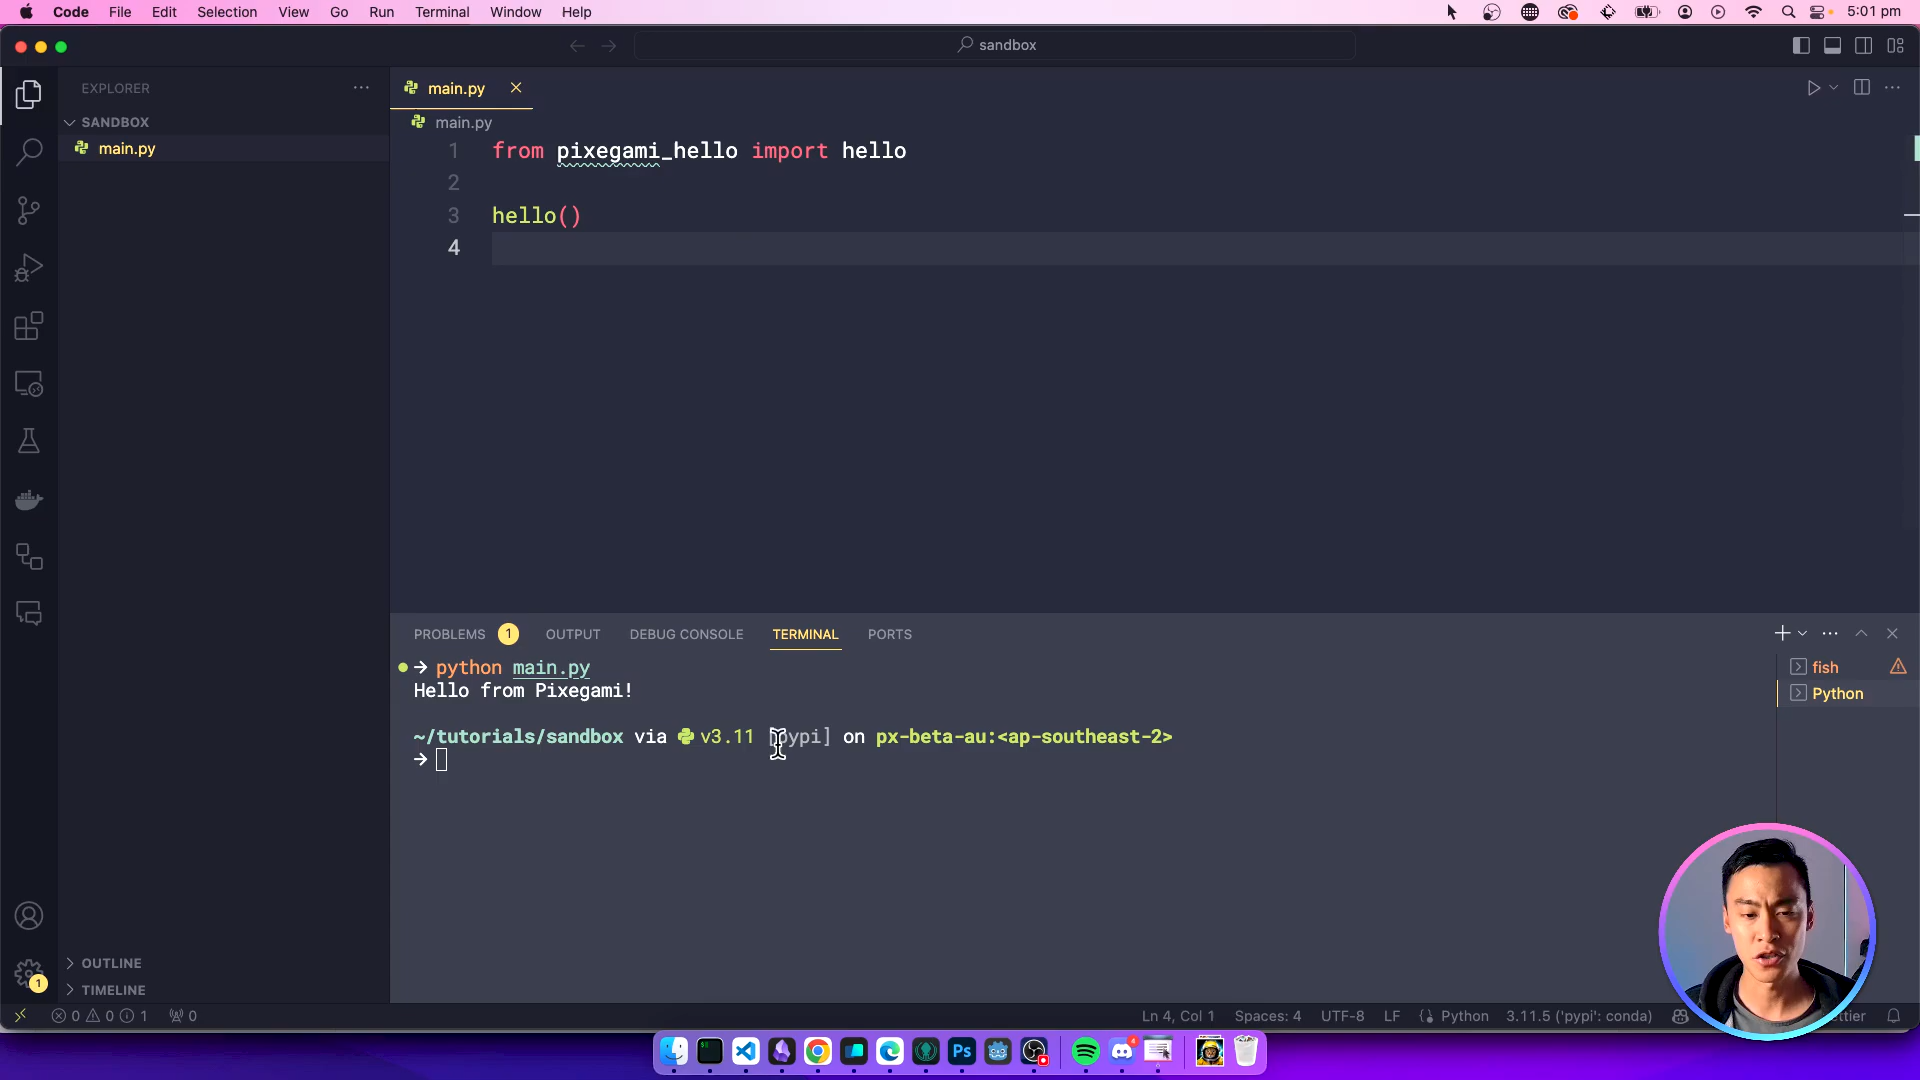 Code File Edit Selection View Go Run Terminal Window Help 5:01 pm
sandbox
EXPLORER
SANDBOX
main.py
main.py
main.py
1 from pixegami_hello import hello
2
3 hello()
4
PROBLEMS 1 OUTPUT DEBUG CONSOLE TERMINAL PORTS
→ python main.py
Hello from Pixegami!
~/tutorials/sandbox via v3.11 [pypi] on px-beta-au:<ap-southeast-2>
→
fish
Python
OUTLINE
TIMELINE
1
0 0 1 0
Ln 4, Col 1 Spaces: 4 UTF-8 LF Python 3.11.5 ('pypi': conda)
Ps
4